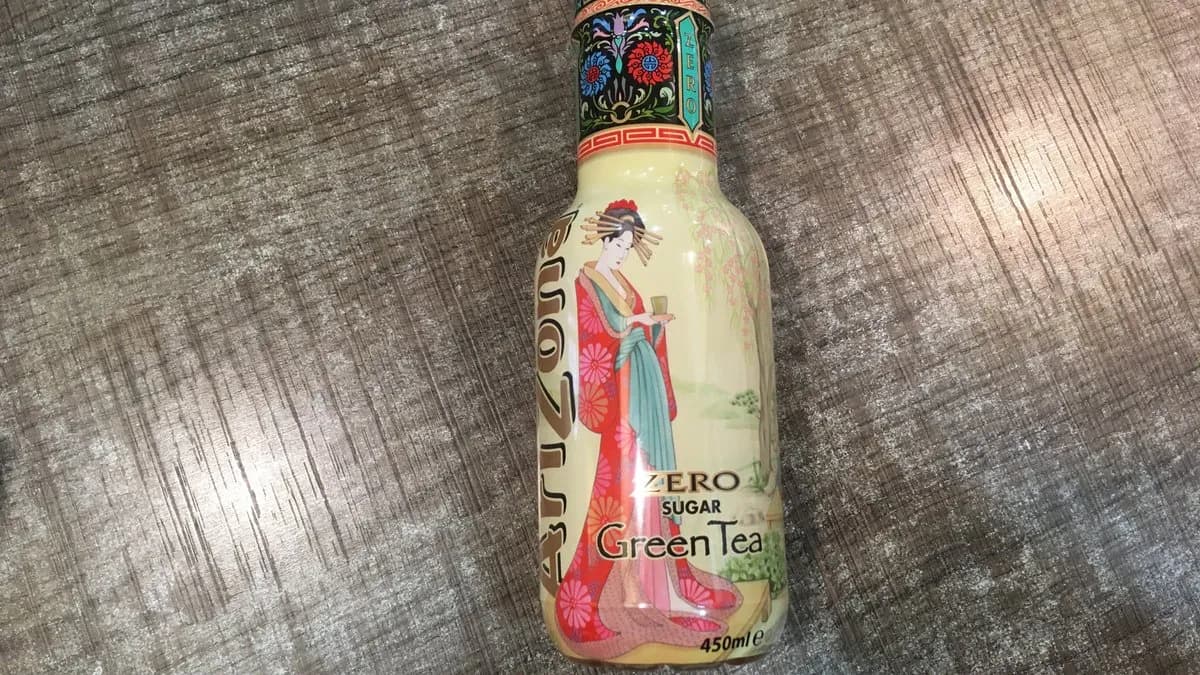 ZERO
AriZona
ZERO
SUGAR
Green Tea
450ml e